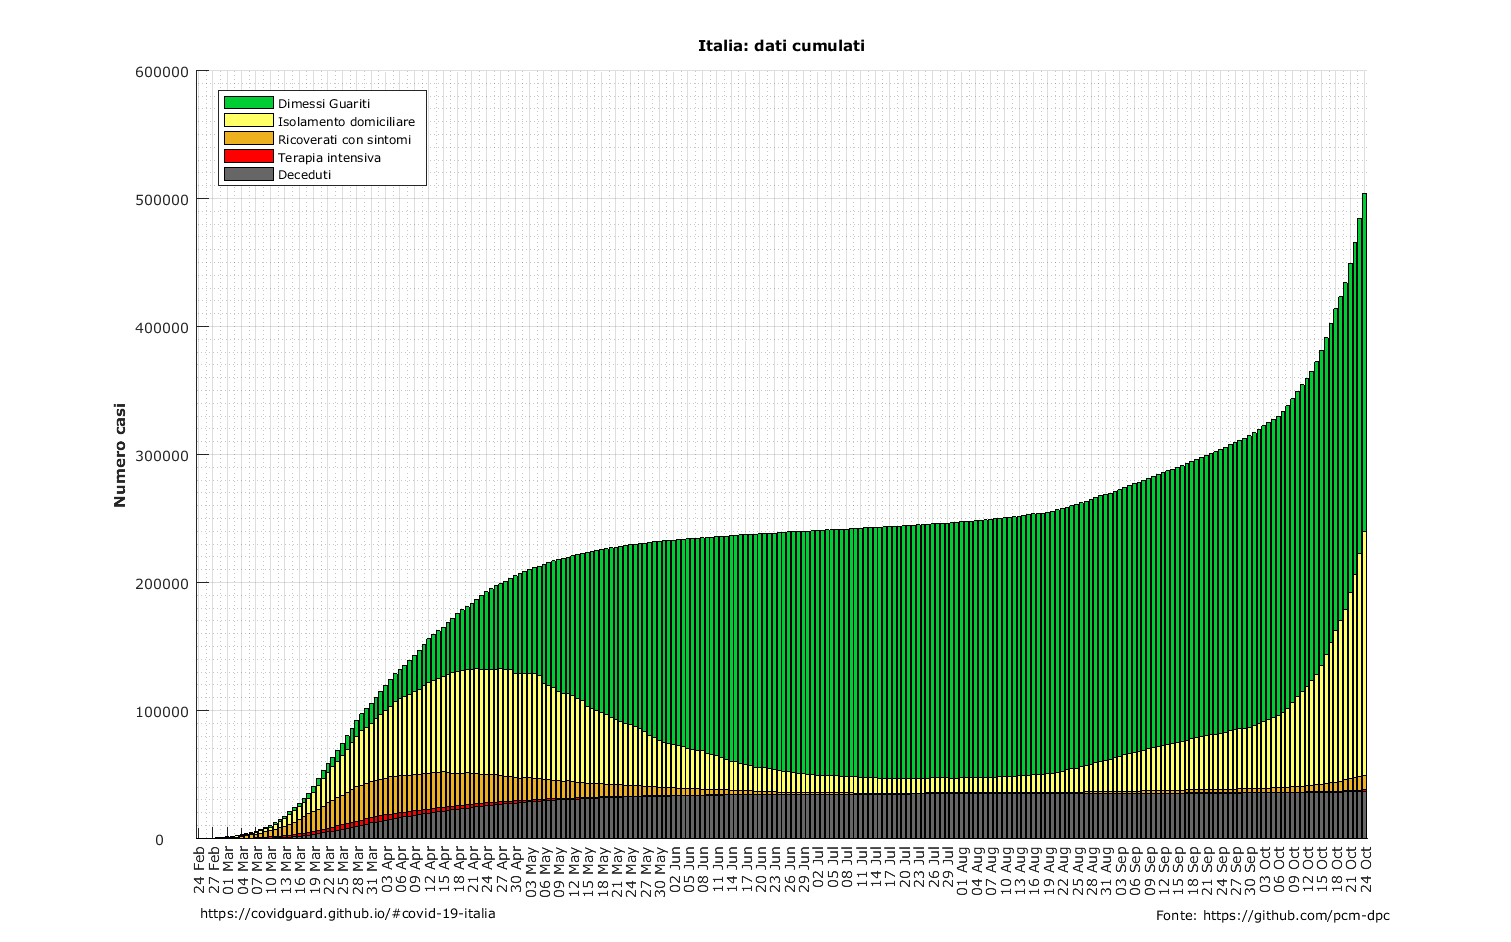 Italia: dati cumulati
600000
500000
400000
300000
200000
100000
0
Numero casi
Dimessi Guariti
Isolamento domiciliare
Ricoverati con sintomi
Terapia intensiva
Deceduti
24 Feb
27 Feb
01 Mar
04 Mar
07 Mar
10 Mar
13 Mar
16 Mar
19 Mar
22 Mar
25 Mar
28 Mar
31 Mar
03 Apr
06 Apr
09 Apr
12 Apr
15 Apr
18 Apr
21 Apr
24 Apr
27 Apr
30 Apr
03 May
06 May
09 May
12 May
15 May
18 May
21 May
24 May
27 May
30 May
02 Jun
05 Jun
08 Jun
11 Jun
14 Jun
17 Jun
20 Jun
23 Jun
26 Jun
29 Jun
02 Jul
05 Jul
08 Jul
11 Jul
14 Jul
17 Jul
20 Jul
23 Jul
26 Jul
29 Jul
01 Aug
04 Aug
07 Aug
10 Aug
13 Aug
16 Aug
19 Aug
22 Aug
25 Aug
28 Aug
31 Aug
03 Sep
06 Sep
09 Sep
12 Sep
15 Sep
18 Sep
21 Sep
24 Sep
27 Sep
30 Sep
03 Oct
06 Oct
09 Oct
12 Oct
15 Oct
18 Oct
21 Oct
24 Oct
https://covidguard.github.io/#covid-19-italia
Fonte: https://github.com/pcm-dpc